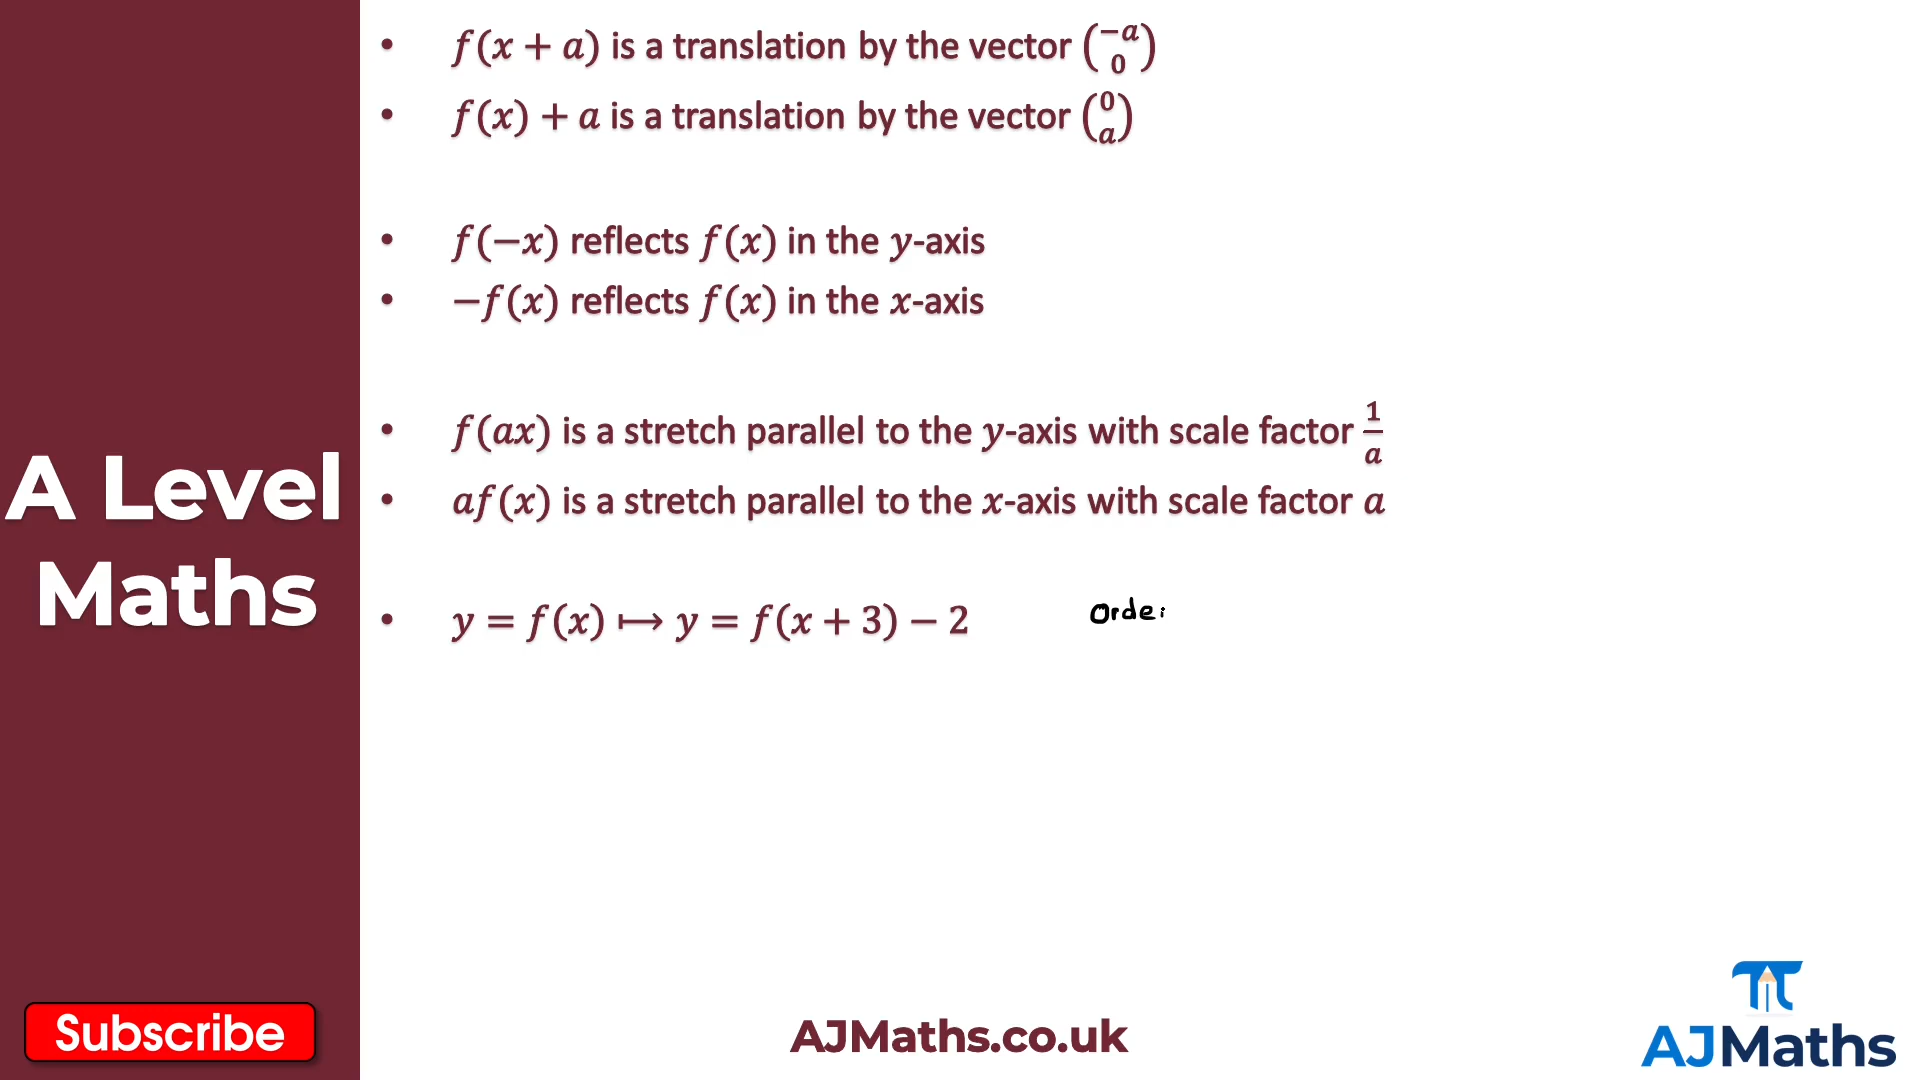 A Level
Maths
• f(x + a) is a translation by the vector (−a 0)
• f(x) + a is a translation by the vector (0 a)
• f(−x) reflects f(x) in the y-axis
• −f(x) reflects f(x) in the x-axis
• f(ax) is a stretch parallel to the y-axis with scale factor 1/a
• af(x) is a stretch parallel to the x-axis with scale factor a
• y = f(x) ↦ y = f(x + 3) − 2
Subscribe
AJMaths.co.uk
AJMaths